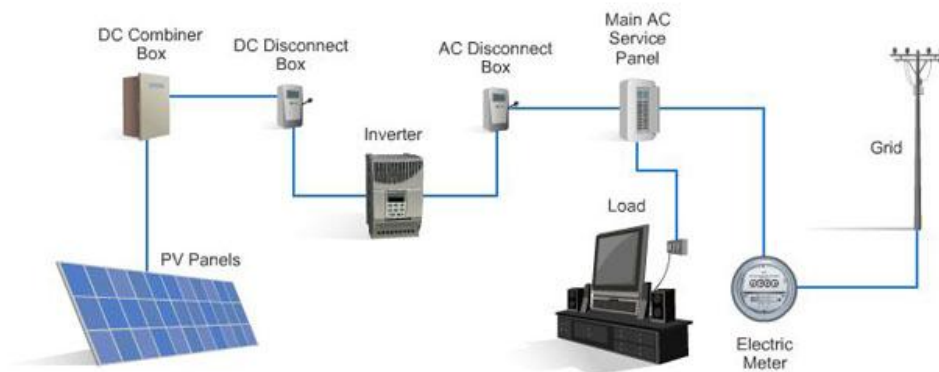 DC Combiner
Box
DC Disconnect
Box
AC Disconnect
Box
Main AC
Service
Panel
Inverter
Grid
Load
PV Panels
Electric
Meter